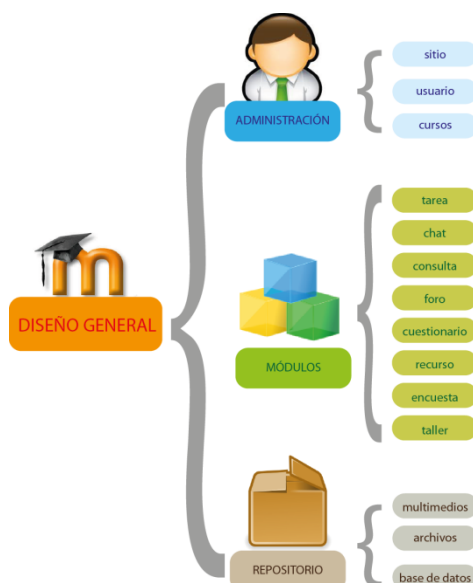 sitio
usuario
ADMINISTRACIÓN
cursos
tarea
chat
consulta
m
foro
DISEÑO GENERAL
cuestionario
MÓDULOS
recurso
encuesta
taller
multimedios
archivos
REPOSITORIO
base de datos